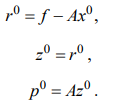 r⁰ = f − Ax⁰,
z⁰ = r⁰,
p⁰ = Az⁰.